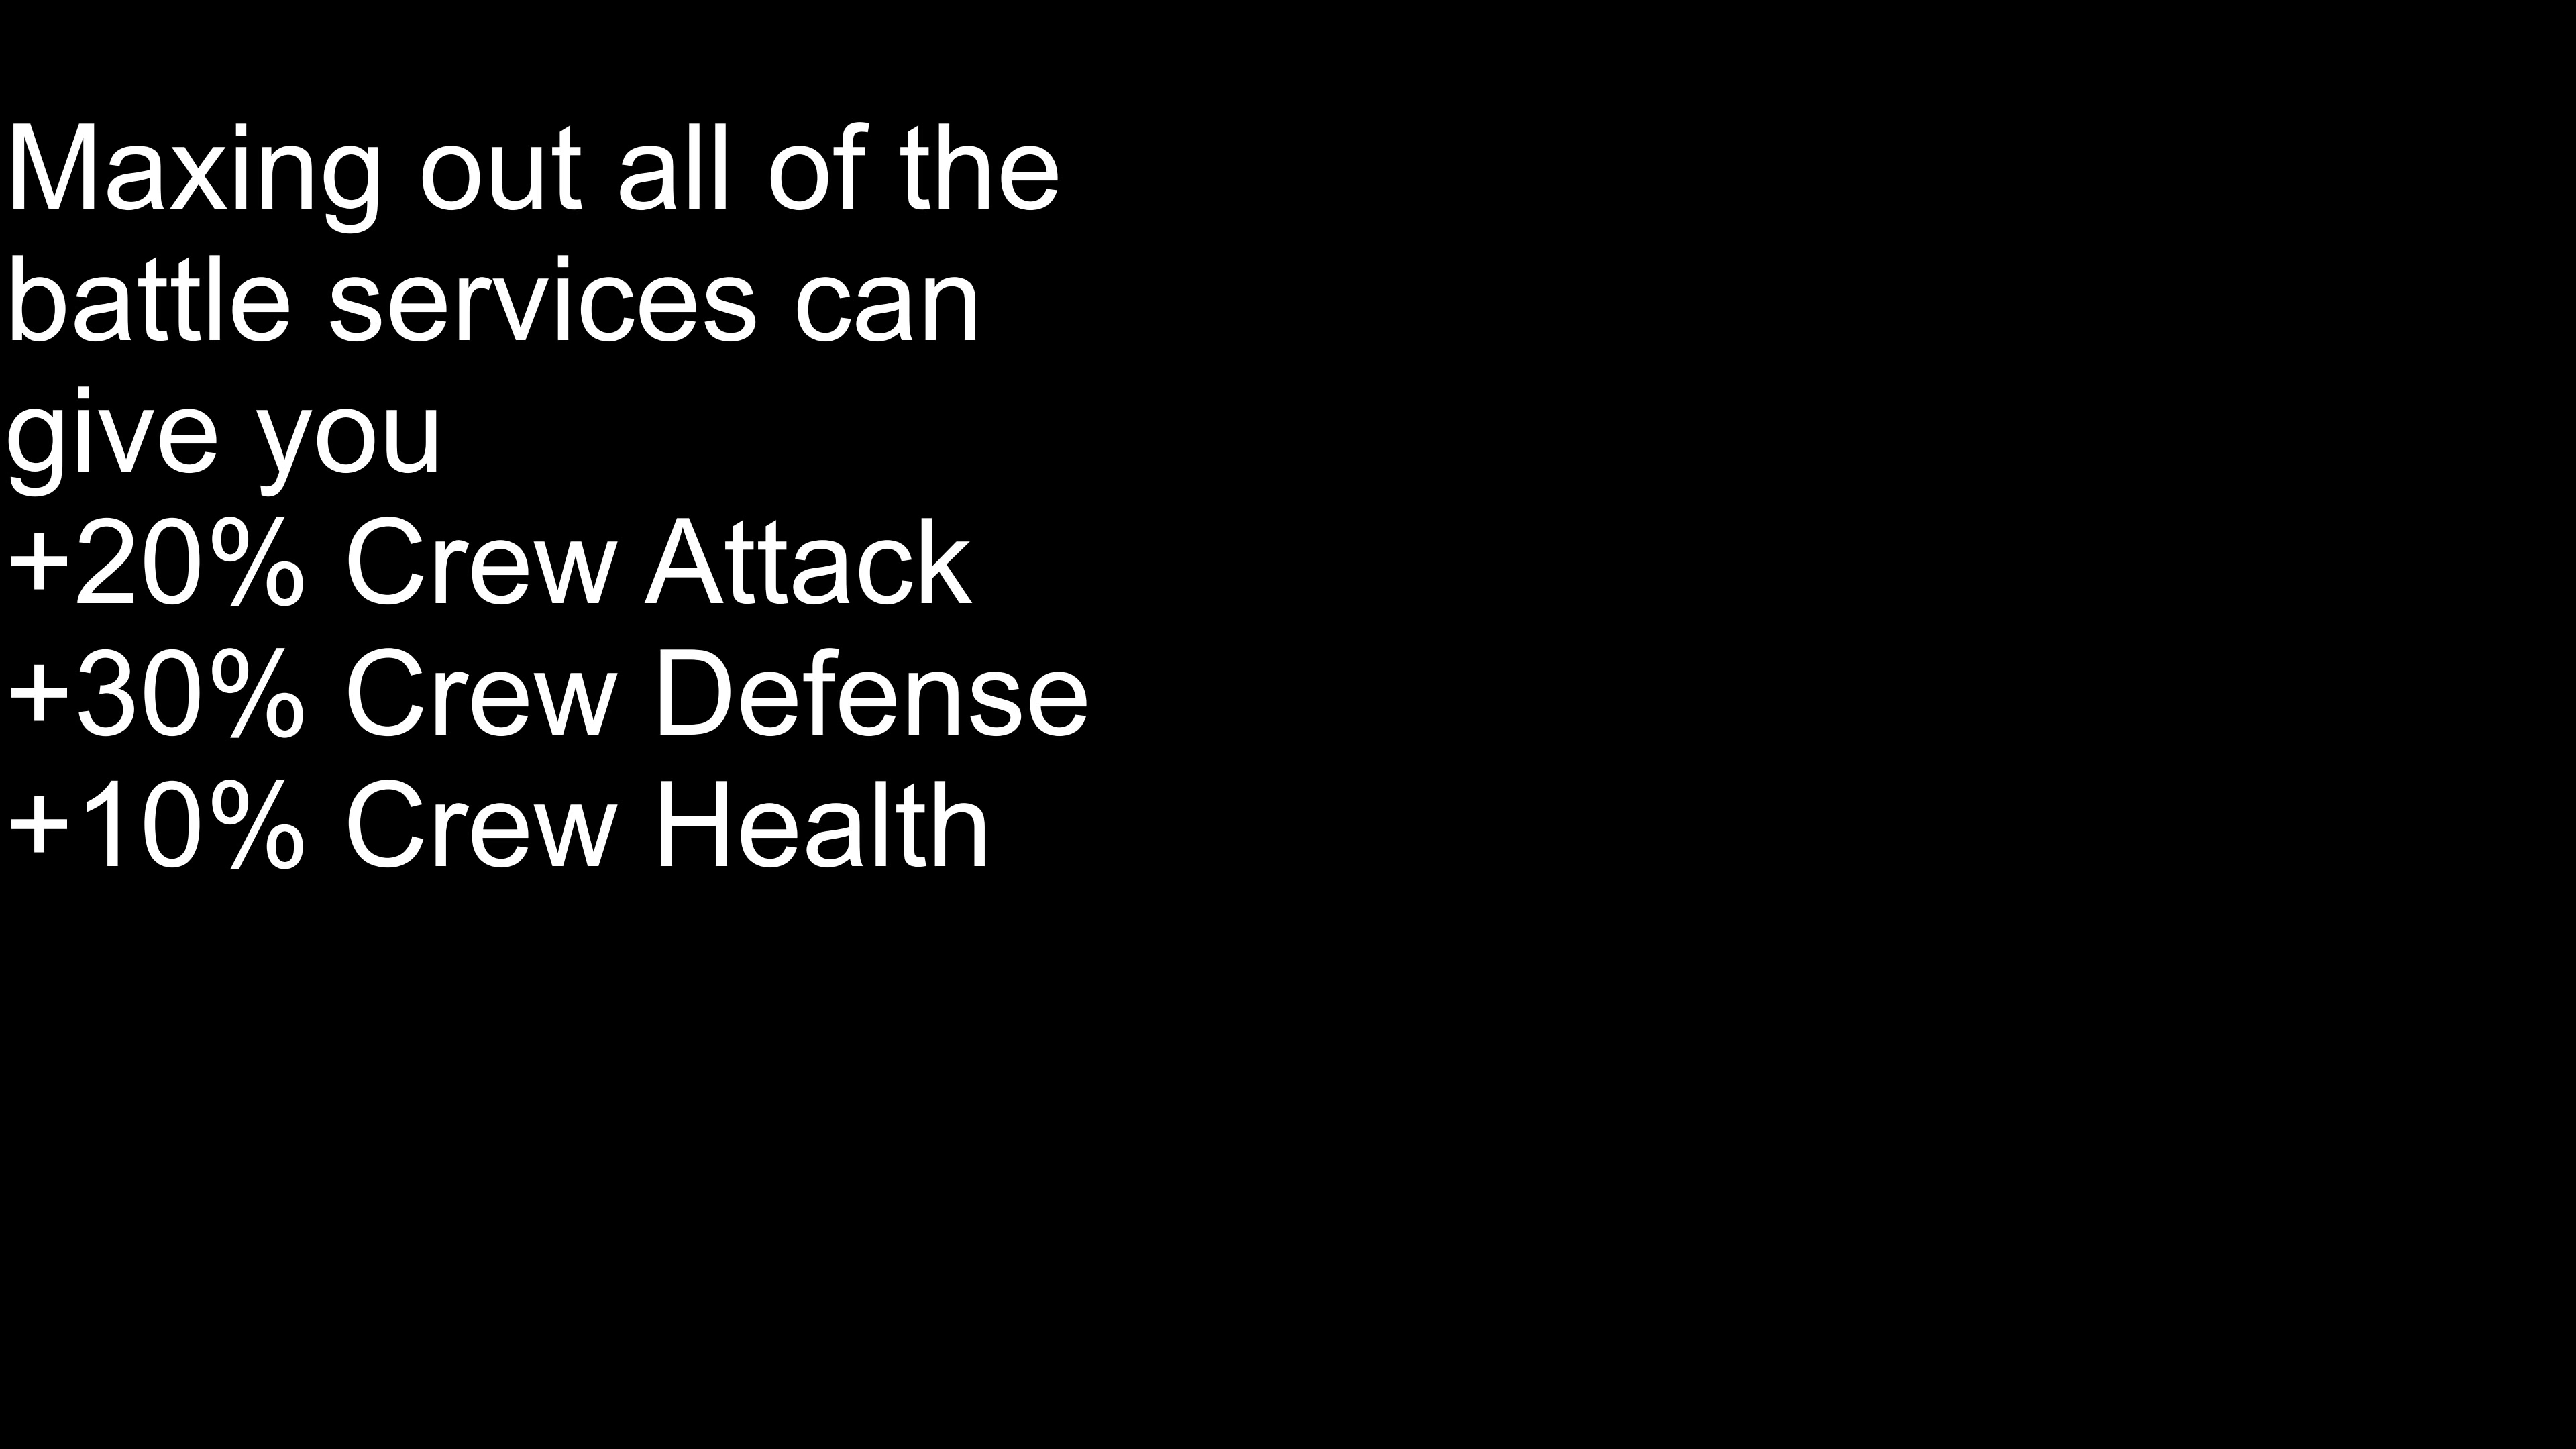 Maxing out all of the
battle services can
give you
+20% Crew Attack
+30% Crew Defense
+10% Crew Health